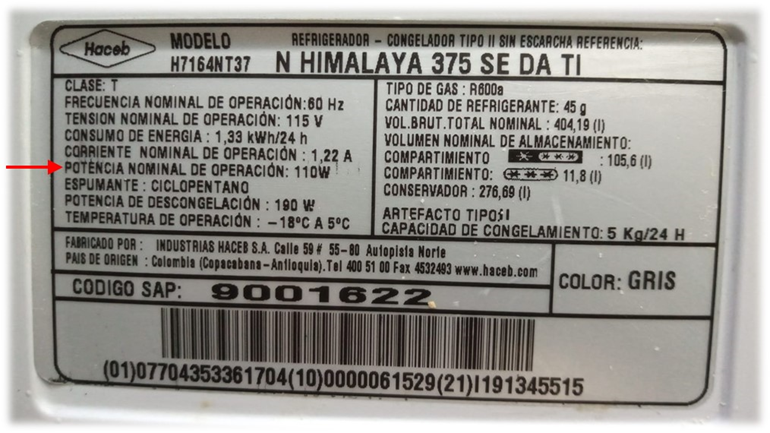 Haceb
MODELO
H7164NT37
REFRIGERADOR - CONGELADOR TIPO II SIN ESCARCHA REFERENCIA:
N HIMALAYA 375 SE DA TI
CLASE: T
FRECUENCIA NOMINAL DE OPERACIÓN:60 Hz
TENSION NOMINAL DE OPERACIÓN: 115 V
CONSUMO DE ENERGIA : 1,33 kWh/24 h
CORRIENTE NOMINAL DE OPERACIÓN : 1,22 A
POTENCIA NOMINAL DE OPERACIÓN: 110W
ESPUMANTE : CICLOPENTANO
POTENCIA DE DESCONGELACIÓN : 190 W
TEMPERATURA DE OPERACIÓN : -18°C A 5°C
TIPO DE GAS : R600a
CANTIDAD DE REFRIGERANTE: 45 g
VOL.BRUT.TOTAL NOMINAL : 404,19 (l)
VOLUMEN NOMINAL DE ALMACENAMIENTO:
COMPARTIMIENTO * *** : 105,6 (l)
COMPARTIMIENTO: *** 11,8 (l)
CONSERVADOR : 276,69 (l)
ARTEFACTO TIPO:SI
CAPACIDAD DE CONGELAMIENTO: 5 Kg/24 H
FABRICADO POR : INDUSTRIAS HACEB S.A. Calle 59 # 55-80 Autopista Norte
PAIS DE ORIGEN : Colombia (Copacabana-Antioquia).Tel 400 51 00 Fax 4532493 www.haceb.com
CODIGO SAP: 9001622
COLOR: GRIS
(01)07704353361704(10)0000061529(21)I191345515